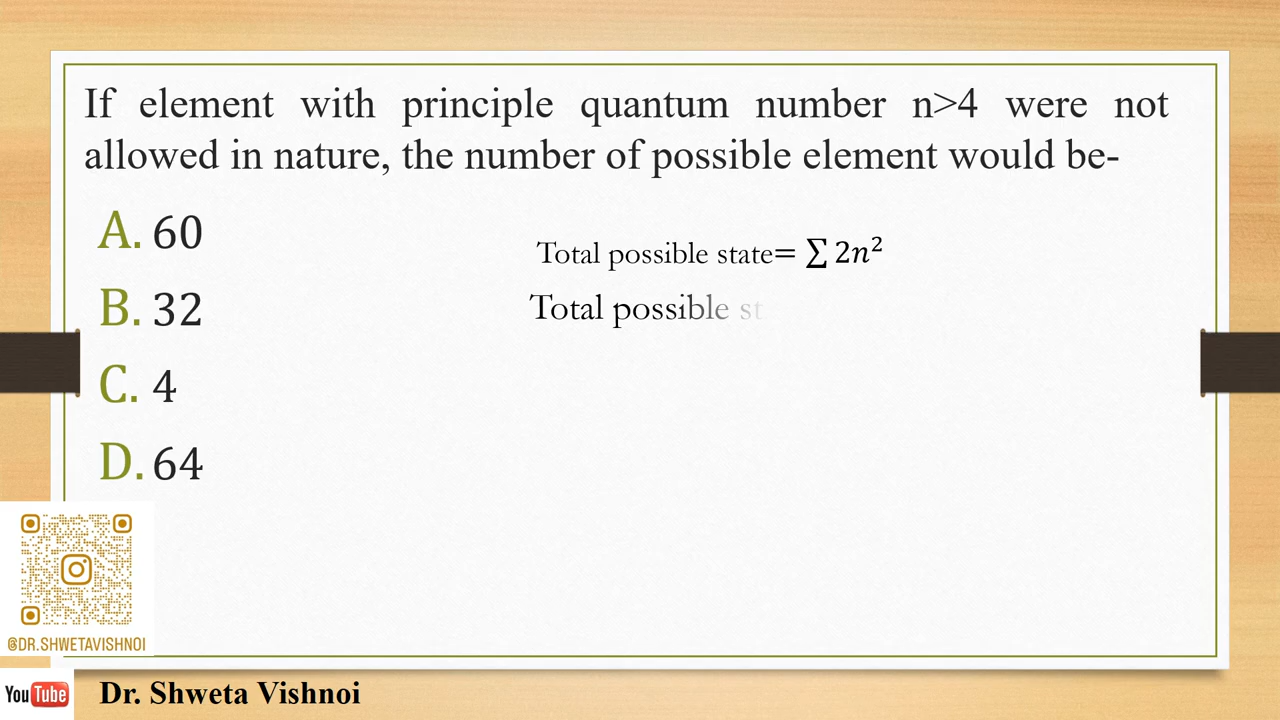 If element with principle quantum number n>4 were not
allowed in nature, the number of possible element would be-
A. 60
B. 32
C. 4
D. 64
Total possible state= ∑ 2n²
Total possible st
@DR.SHWETAVISHNOI
YouTube
Dr. Shweta Vishnoi